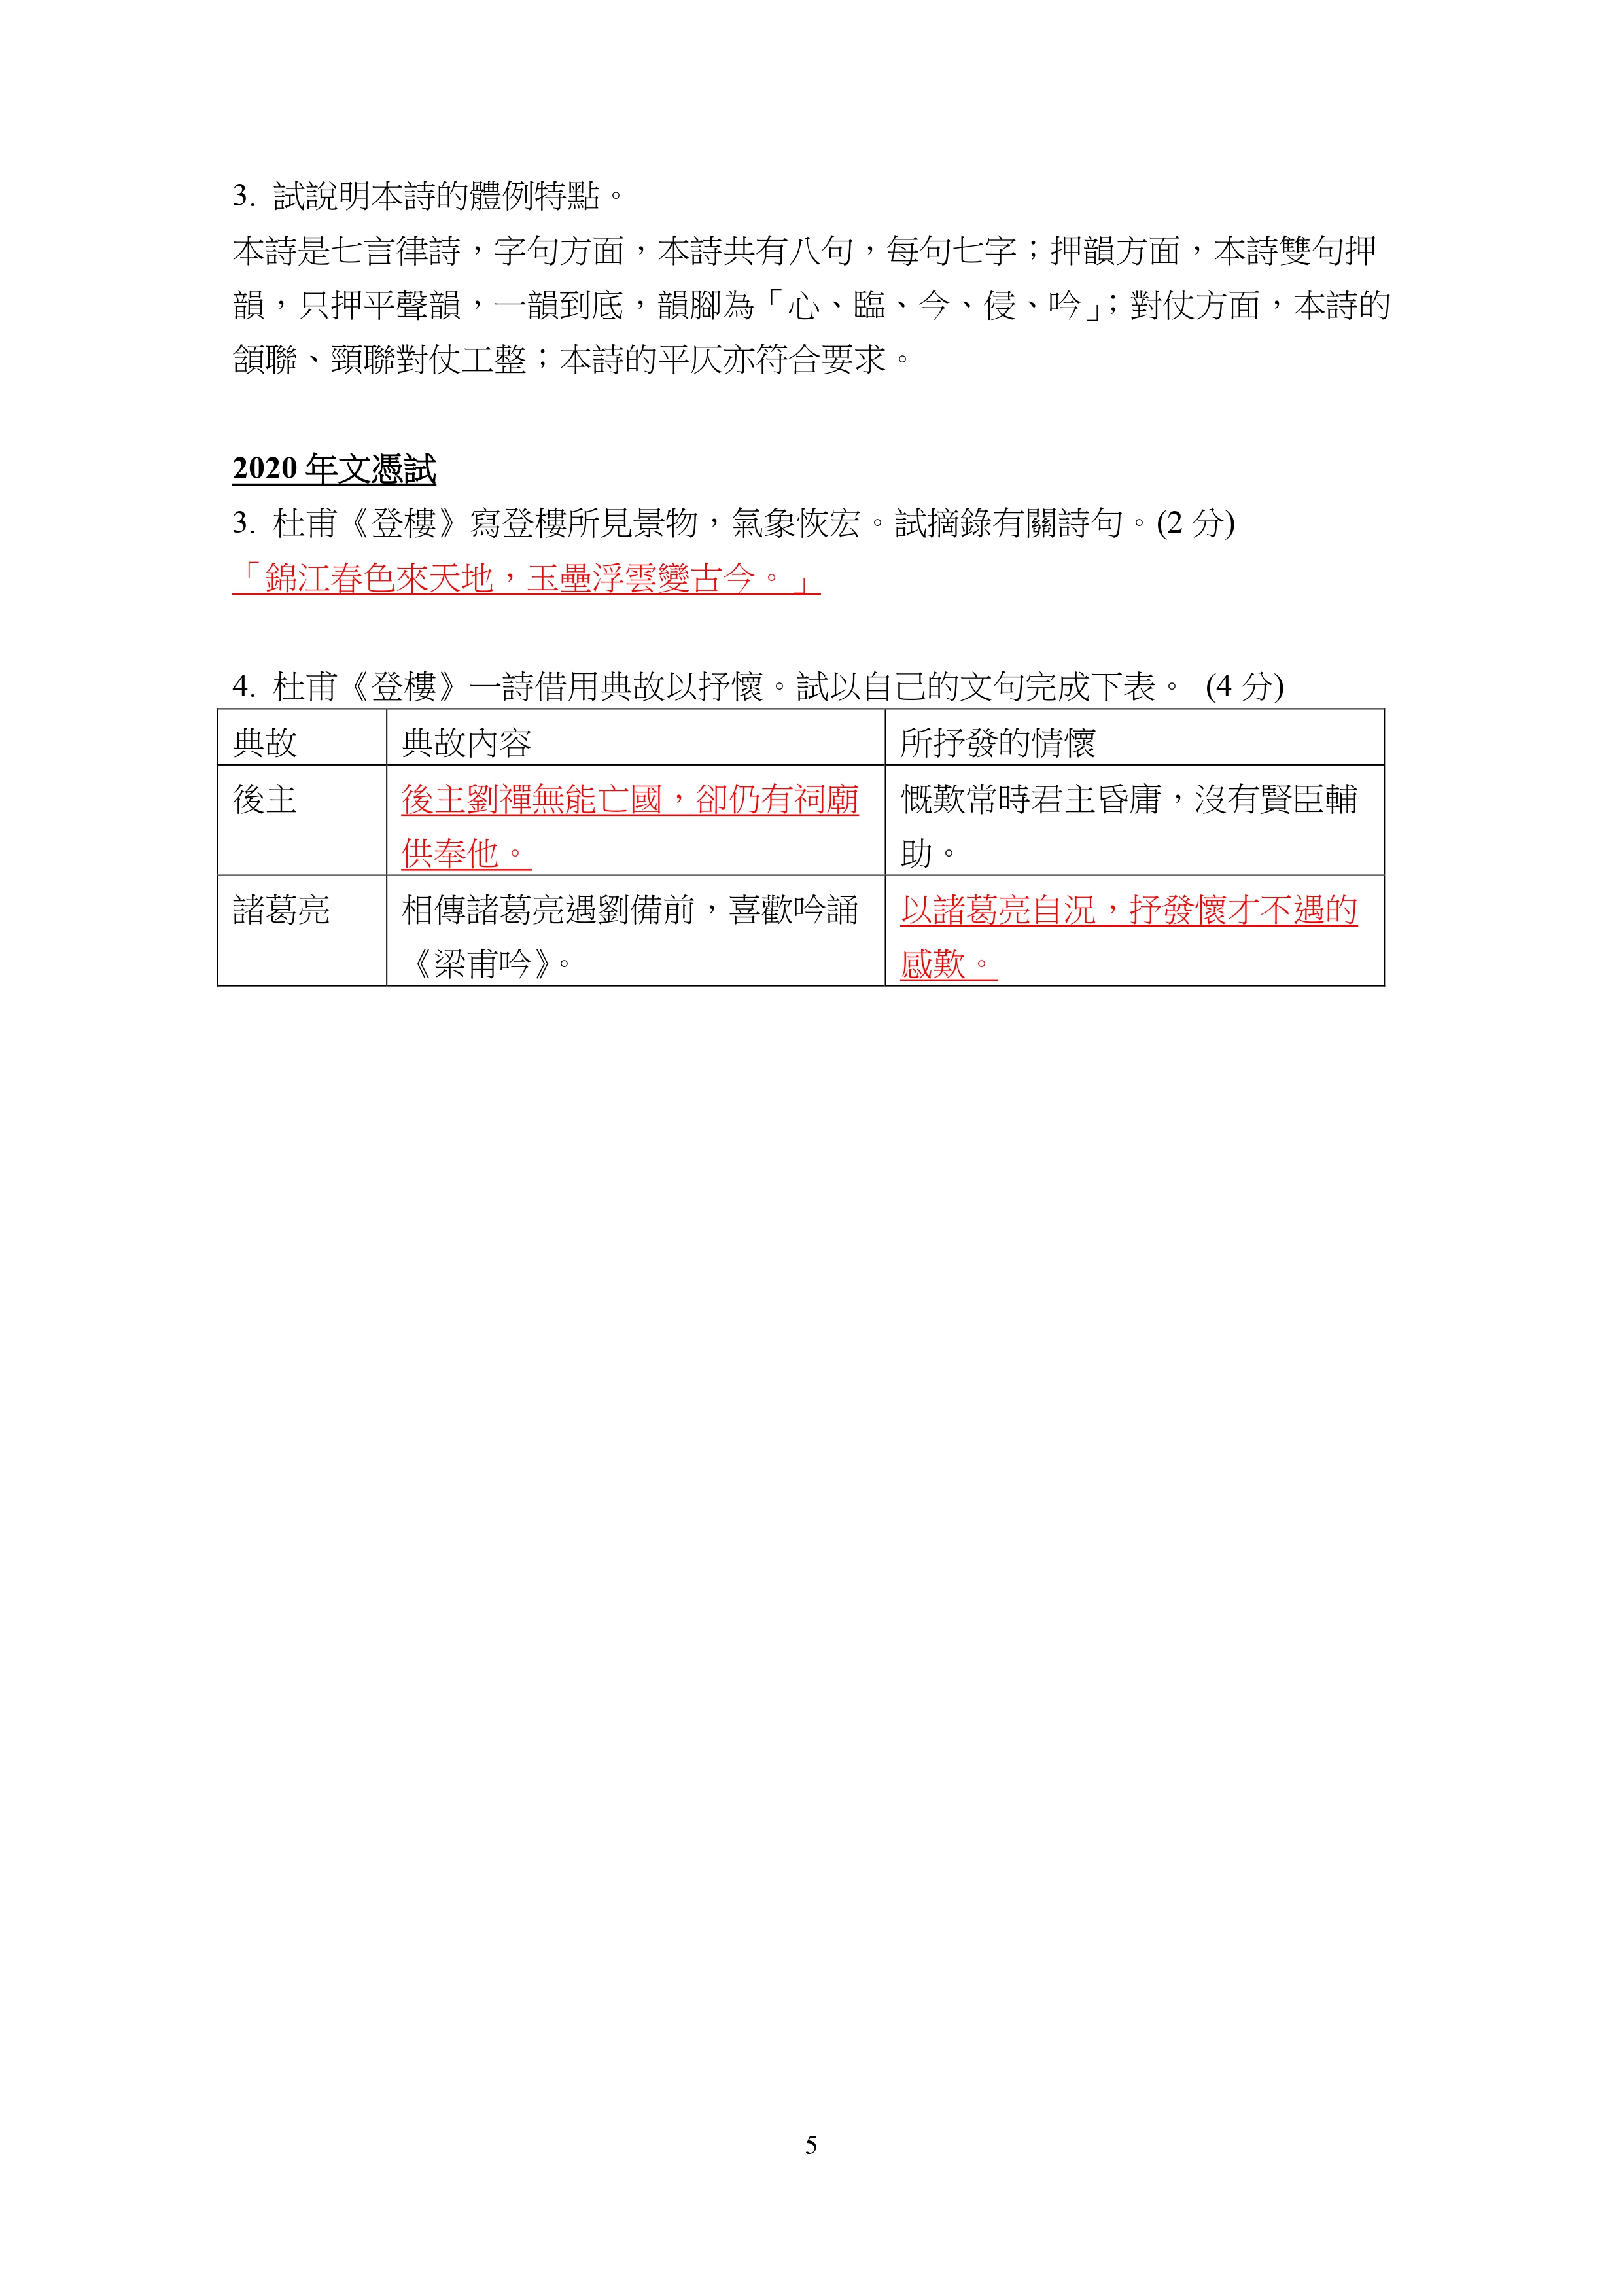 3. 試說明本詩的體例特點。
本詩是七言律詩，字句方面，本詩共有八句，每句七字；押韻方面，本詩雙句押
韻，只押平聲韻，一韻到底，韻腳為「心、臨、今、侵、吟」；對仗方面，本詩的
頷聯、頸聯對仗工整；本詩的平仄亦符合要求。
2020 年文憑試
3. 杜甫《登樓》寫登樓所見景物，氣象恢宏。試摘錄有關詩句。(2 分)
「錦江春色來天地，玉壘浮雲變古今。」
4. 杜甫《登樓》一詩借用典故以抒懷。試以自己的文句完成下表。 (4 分)
典故 典故內容 所抒發的情懷
後主 後主劉禪無能亡國，卻仍有祠廟 慨歎常時君主昏庸，沒有賢臣輔
供奉他。 助。
諸葛亮 相傳諸葛亮遇劉備前，喜歡吟誦 以諸葛亮自況，抒發懷才不遇的
《梁甫吟》。 感歎。
5